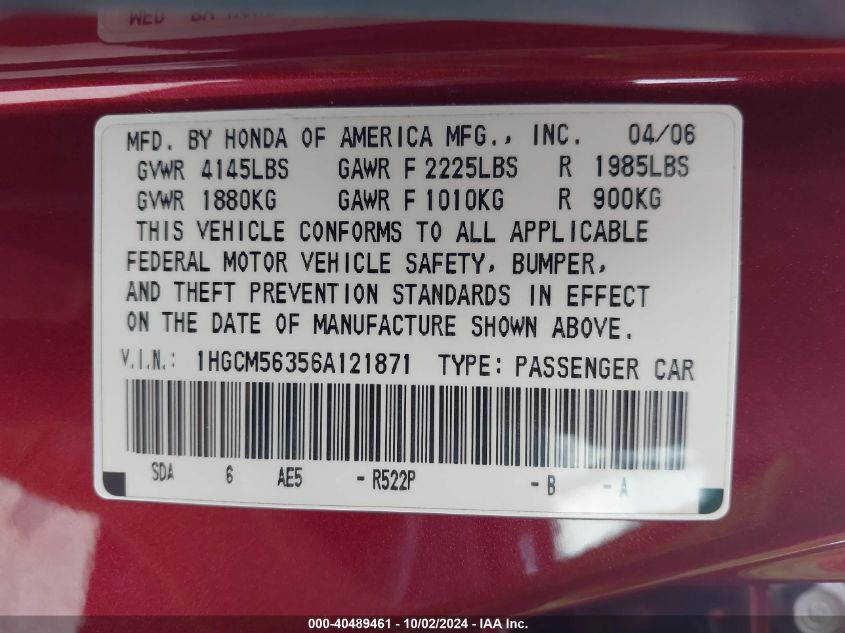 WED
MFD. BY HONDA OF AMERICA MFG., INC. 04/06
GVWR 4145LBS GAWR F 2225LBS R 1985LBS
GVWR 1880KG GAWR F 1010KG R 900KG
THIS VEHICLE CONFORMS TO ALL APPLICABLE
FEDERAL MOTOR VEHICLE SAFETY, BUMPER,
AND THEFT PREVENTION STANDARDS IN EFFECT
ON THE DATE OF MANUFACTURE SHOWN ABOVE.
V.I.N.: 1HGCM56356A121871 TYPE: PASSENGER CAR
SDA 6 AE5 - R522P - B - A
000-40489461 - 10/02/2024 - IAA Inc.